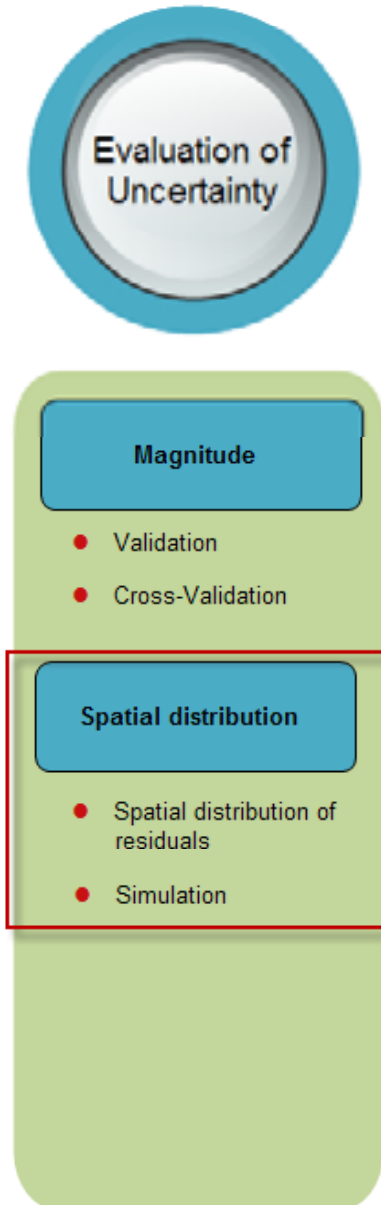 Evaluation of
Uncertainty
Magnitude
Validation
Cross-Validation
Spatial distribution
Spatial distribution of
residuals
Simulation